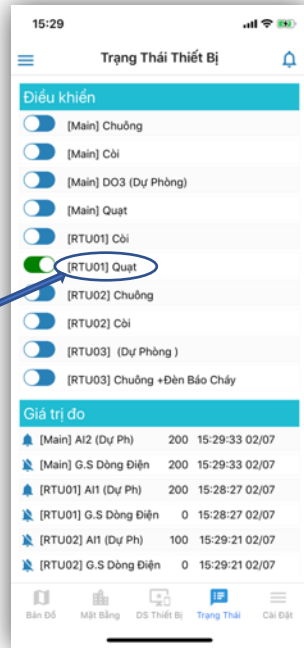 15:29
Trạng Thái Thiết Bị
Điều khiển
[Main] Chuông
[Main] Còi
[Main] DO3 (Dự Phòng)
[Main] Quạt
[RTU01] Còi
[RTU01] Quạt
[RTU02] Chuông
[RTU02] Còi
[RTU03] (Dự Phòng )
[RTU03] Chuông +Đèn Báo Cháy
Giá trị đo
[Main] AI2 (Dự Ph) 200 15:29:33 02/07
[Main] G.S Dòng Điện 200 15:29:33 02/07
[RTU01] AI1 (Dự Ph) 200 15:28:27 02/07
[RTU01] G.S Dòng Điện 0 15:28:27 02/07
[RTU02] AI1 (Dự Ph) 100 15:29:21 02/07
[RTU02] G.S Dòng Điện 0 15:29:21 02/07
Bản Đồ Mặt Bằng DS Thiết Bị Trạng Thái Cài Đặt